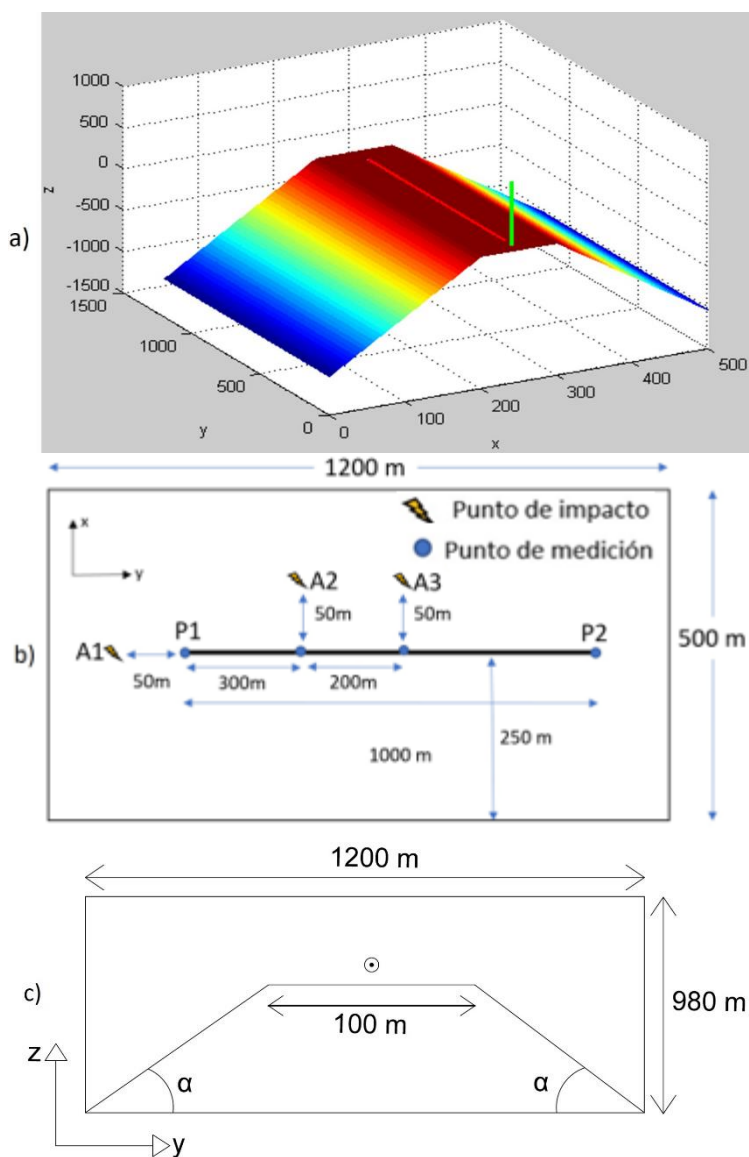 a)
1000
500
0
-500
-1000
-1500
z
1500
1000
500
0
y
0
100
200
300
400
500
x
1200 m
Punto de impacto
Punto de medición
x
y
A2
A3
50m
50m
b)
A1
P1
P2
500 m
50m
300m
200m
250 m
1000 m
1200 m
c)
100 m
980 m
z
α
α
y